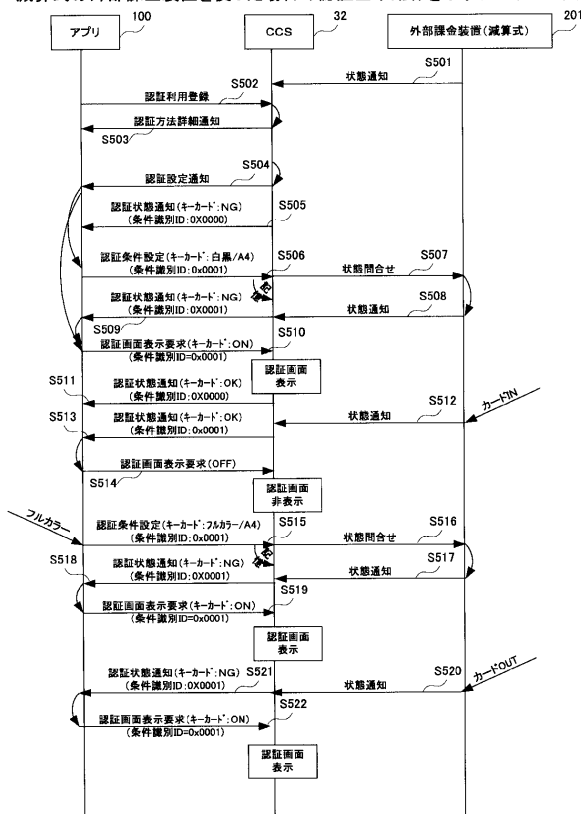 アプリ
100
CCS
32
外部課金装置(減算式)
201
S501
状態通知
S502
認証利用登録
認証方法詳細通知
S503
S504
認証設定通知
認証状態通知(キーカード:NG)
(条件識別ID:0X0000)
S505
認証条件設定(キーカード:白黒/A4)
(条件識別ID:0x0001)
S506
状態問合せ
S507
記憶
認証状態通知(キーカード:NG)
(条件識別ID:0X0001)
状態通知
S508
S509
認証画面表示要求(キーカード:ON)
(条件識別ID=0x0001)
S510
認証画面
表示
S511
認証状態通知(キーカード:OK)
(条件識別ID:0X0000)
S512
状態通知
カードIN
S513
認証状態通知(キーカード:OK)
(条件識別ID:0x0001)
認証画面表示要求(OFF)
S514
認証画面
非表示
フルカラー
認証条件設定(キーカード:フルカラー/A4)
(条件識別ID:0x0001)
S515
状態問合せ
S516
記憶
S518
認証状態通知(キーカード:NG)
(条件識別ID:0X0001)
状態通知
S517
認証画面表示要求(キーカード:ON)
(条件識別ID=0x0001)
S519
認証画面
表示
認証状態通知(キーカード:NG)
(条件識別ID:0X0001)
S521
状態通知
S520
カードOUT
認証画面表示要求(キーカード:ON)
(条件識別ID=0x0001)
S522
認証画面
表示